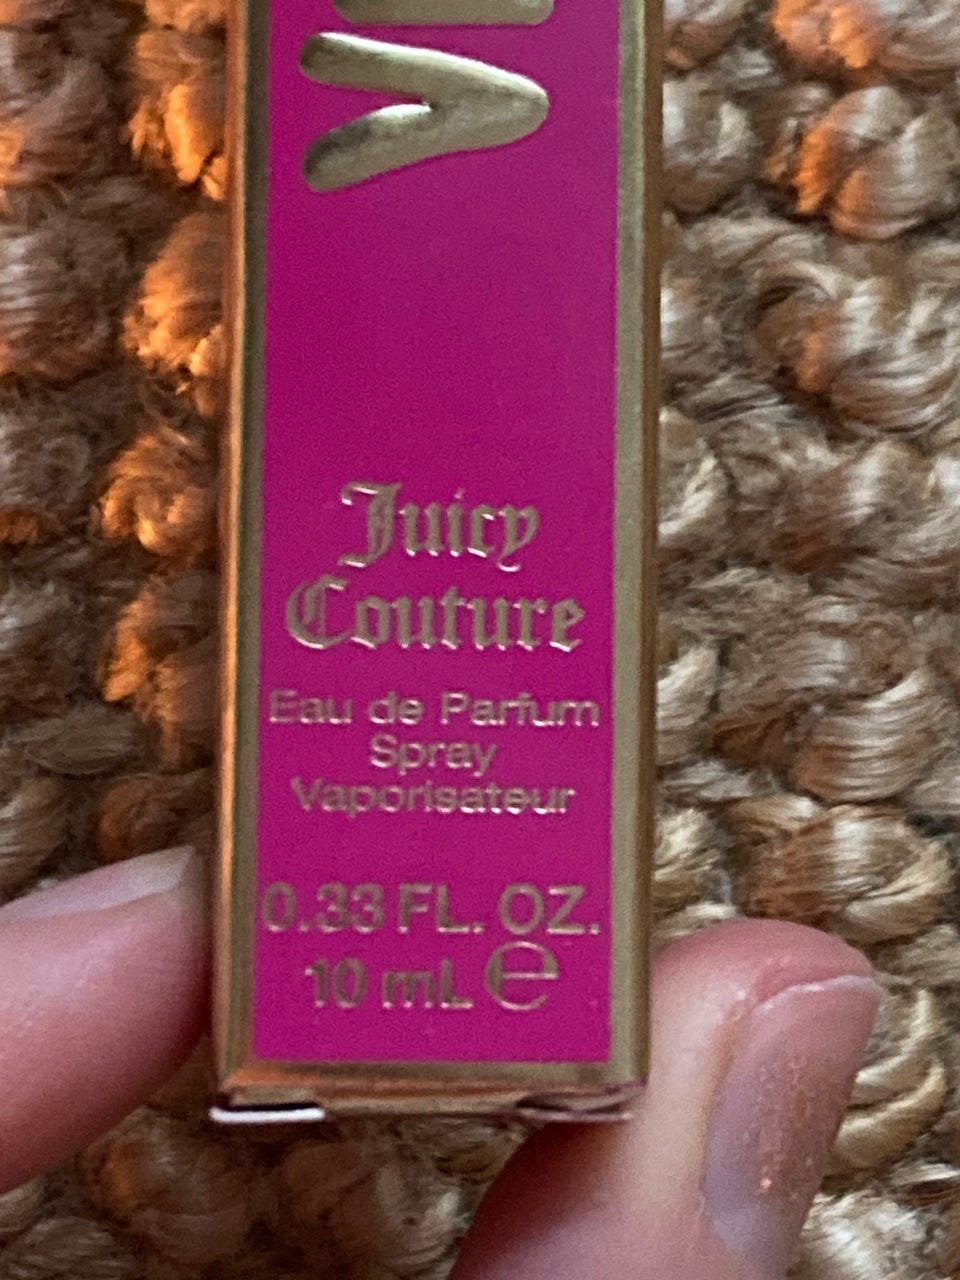 Juicy
Couture
Eau de Parfum
Spray
Vaporisateur
0.33 FL. OZ.
10 mL e